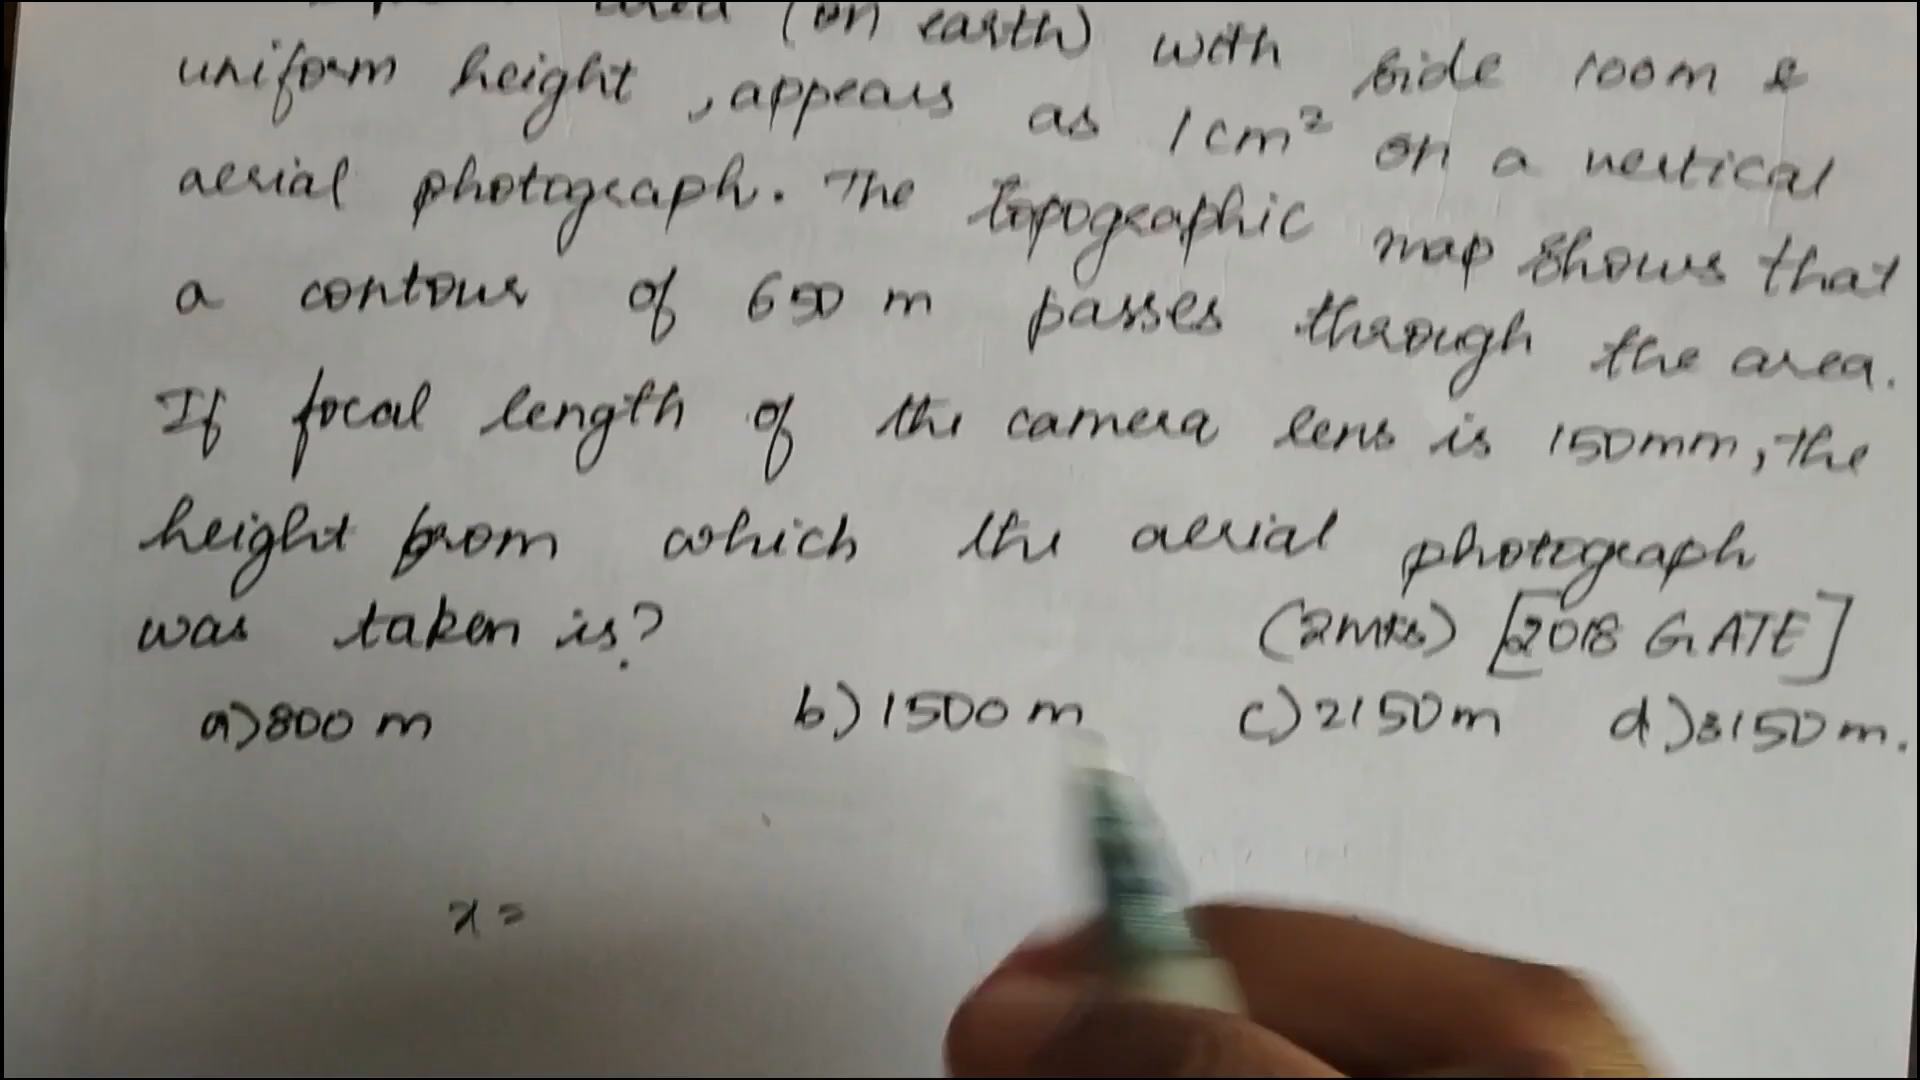 (on earth) with side 100m &
uniform height, appears as 1cm² on a vertical
aerial photograph. The topographic map shows that
a contour of 650 m passes through the area.
If focal length of the camera lens is 150mm, the
height from which the aerial photograph
was taken is? (2mks) [2018 GATE]
a) 800 m b) 1500 m c) 2150m d) 3150 m.
x =